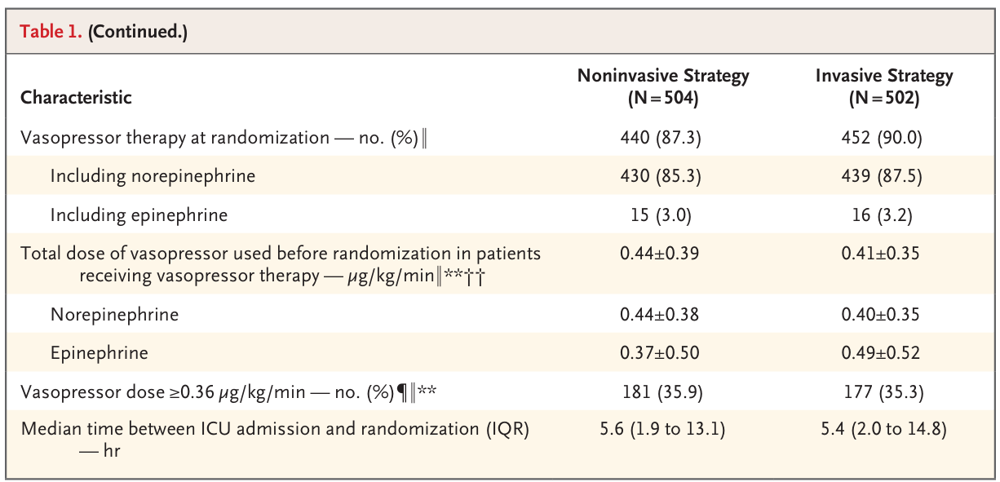 Table 1. (Continued.)
Characteristic Noninvasive Strategy (N=504) Invasive Strategy (N=502)
Vasopressor therapy at randomization — no. (%)‖ 440 (87.3) 452 (90.0)
Including norepinephrine 430 (85.3) 439 (87.5)
Including epinephrine 15 (3.0) 16 (3.2)
Total dose of vasopressor used before randomization in patients 0.44±0.39 0.41±0.35
receiving vasopressor therapy — µg/kg/min‖**††
Norepinephrine 0.44±0.38 0.40±0.35
Epinephrine 0.37±0.50 0.49±0.52
Vasopressor dose ≥0.36 µg/kg/min — no. (%)¶‖** 181 (35.9) 177 (35.3)
Median time between ICU admission and randomization (IQR) 5.6 (1.9 to 13.1) 5.4 (2.0 to 14.8)
— hr